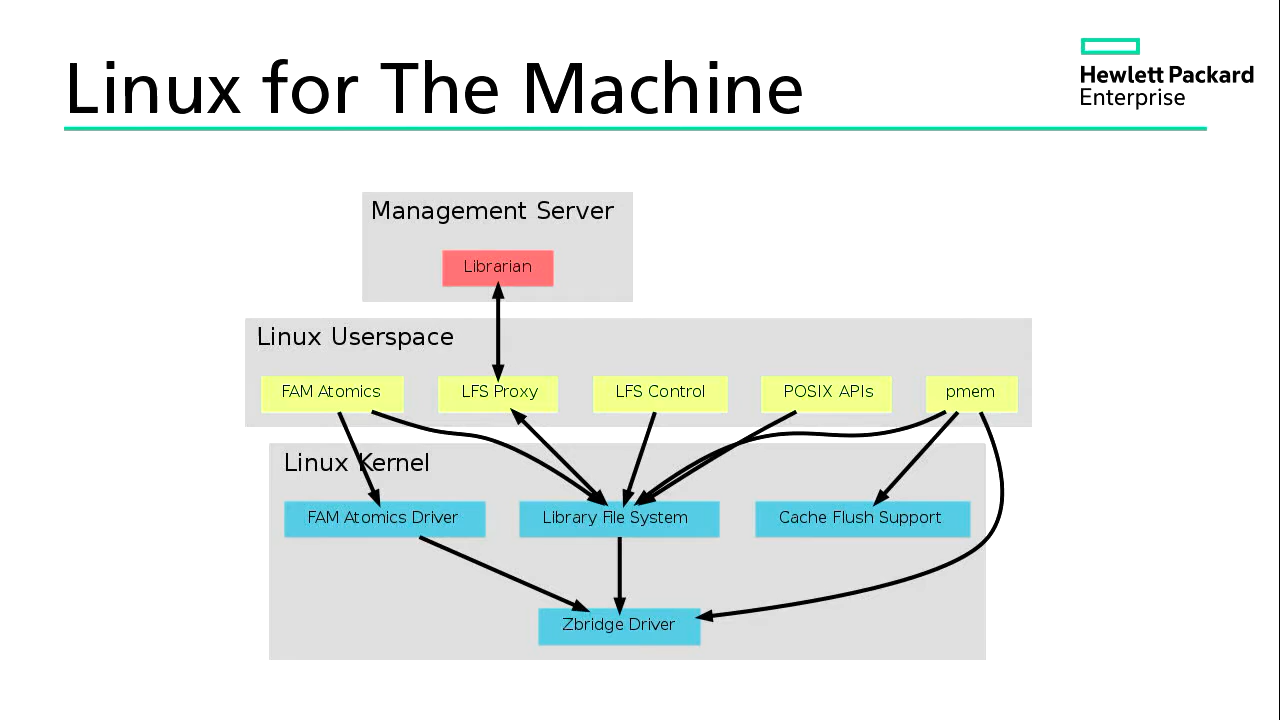 Linux for The Machine
Hewlett Packard
Enterprise
Management Server
Librarian
Linux Userspace
FAM Atomics
LFS Proxy
LFS Control
POSIX APIs
pmem
Linux Kernel
FAM Atomics Driver
Library File System
Cache Flush Support
Zbridge Driver